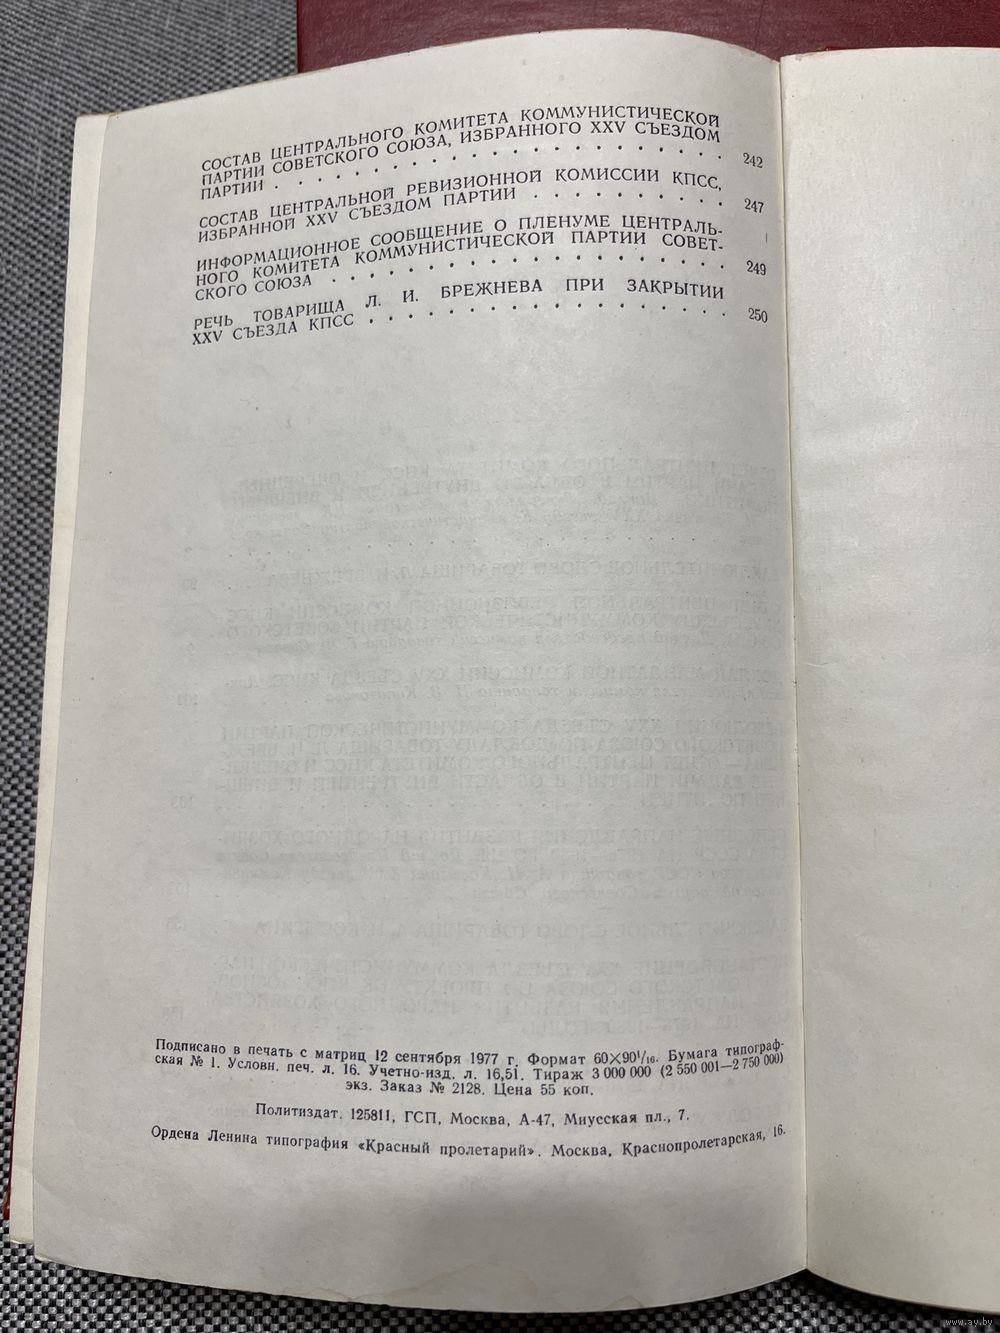 СОСТАВ ЦЕНТРАЛЬНОГО КОМИТЕТА КОММУНИСТИЧЕСКОЙ
ПАРТИИ СОВЕТСКОГО СОЮЗА, ИЗБРАННОГО XXV СЪЕЗДОМ
ПАРТИИ . . . . . . . . . . . . . . . . . . . . 242
СОСТАВ ЦЕНТРАЛЬНОЙ РЕВИЗИОННОЙ КОМИССИИ КПСС,
ИЗБРАННОЙ XXV СЪЕЗДОМ ПАРТИИ . . . . . . . . . 247
ИНФОРМАЦИОННОЕ СООБЩЕНИЕ О ПЛЕНУМЕ ЦЕНТРАЛЬ-
НОГО КОМИТЕТА КОММУНИСТИЧЕСКОЙ ПАРТИИ СОВЕТ-
СКОГО СОЮЗА . . . . . . . . . . . . . . . . . . 249
РЕЧЬ ТОВАРИЩА Л. И. БРЕЖНЕВА ПРИ ЗАКРЫТИИ
XXV СЪЕЗДА КПСС . . . . . . . . . . . . . . . . 250
Подписано в печать с матриц 12 сентября 1977 г. Формат 60×90¹/₁₆. Бумага типограф-
ская № 1. Условн. печ. л. 16. Учетно-изд. л. 16,51. Тираж 3 000 000 (2 550 001—2 750 000)
экз. Заказ № 2128. Цена 55 коп.
Политиздат. 125811, ГСП, Москва, А-47, Миусская пл., 7.
Ордена Ленина типография «Красный пролетарий». Москва, Краснопролетарская, 16.
www.ay.by